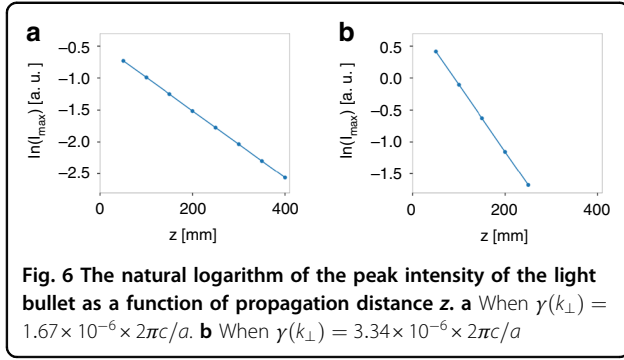 a
b
−0.5
−1.0
−1.5
−2.0
−2.5
ln(Imax) [a. u.]
0
200
400
z [mm]
0.5
0.0
−0.5
−1.0
−1.5
ln(Imax) [a. u.]
0
200
400
z [mm]
Fig. 6 The natural logarithm of the peak intensity of the light
bullet as a function of propagation distance z. a When γ(k⊥) =
1.67 × 10⁻⁶ × 2πc/a. b When γ(k⊥) = 3.34 × 10⁻⁶ × 2πc/a